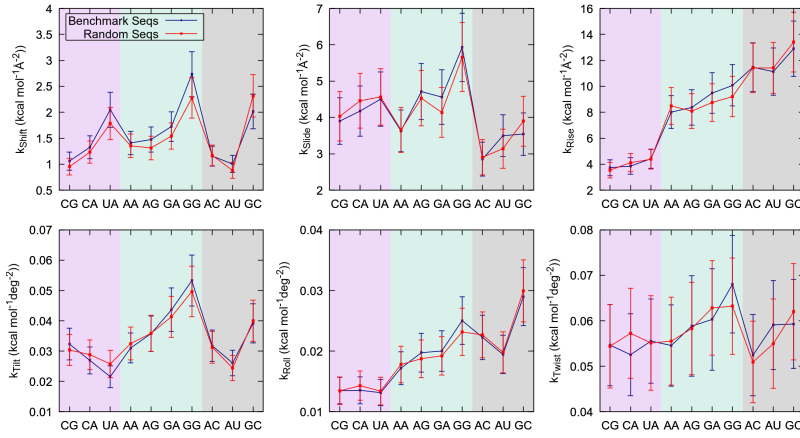 Benchmark Seqs
Random Seqs
k_Shift (kcal mol⁻¹Å⁻²))
4
3.5
3
2.5
2
1.5
1
0.5
CG CA UA AA AG GA GG AC AU GC
k_Slide (kcal mol⁻¹Å⁻²))
7
6
5
4
3
2
CG CA UA AA AG GA GG AC AU GC
k_Rise (kcal mol⁻¹Å⁻²))
16
14
12
10
8
6
4
2
CG CA UA AA AG GA GG AC AU GC
k_Tilt (kcal mol⁻¹deg⁻²))
0.07
0.06
0.05
0.04
0.03
0.02
0.01
CG CA UA AA AG GA GG AC AU GC
k_Roll (kcal mol⁻¹deg⁻²))
0.04
0.03
0.02
0.01
CG CA UA AA AG GA GG AC AU GC
k_Twist (kcal mol⁻¹deg⁻²))
0.08
0.07
0.06
0.05
0.04
CG CA UA AA AG GA GG AC AU GC